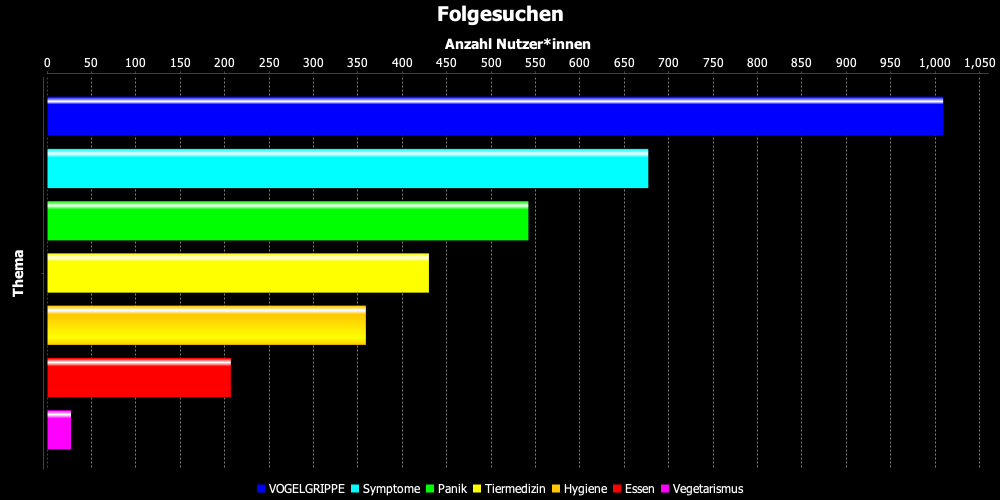 Folgesuchen
Anzahl Nutzer*innen
0 50 100 150 200 250 300 350 400 450 500 550 600 650 700 750 800 850 900 950 1,000 1,050
Thema
VOGELGRIPPE Symptome Panik Tiermedizin Hygiene Essen Vegetarismus